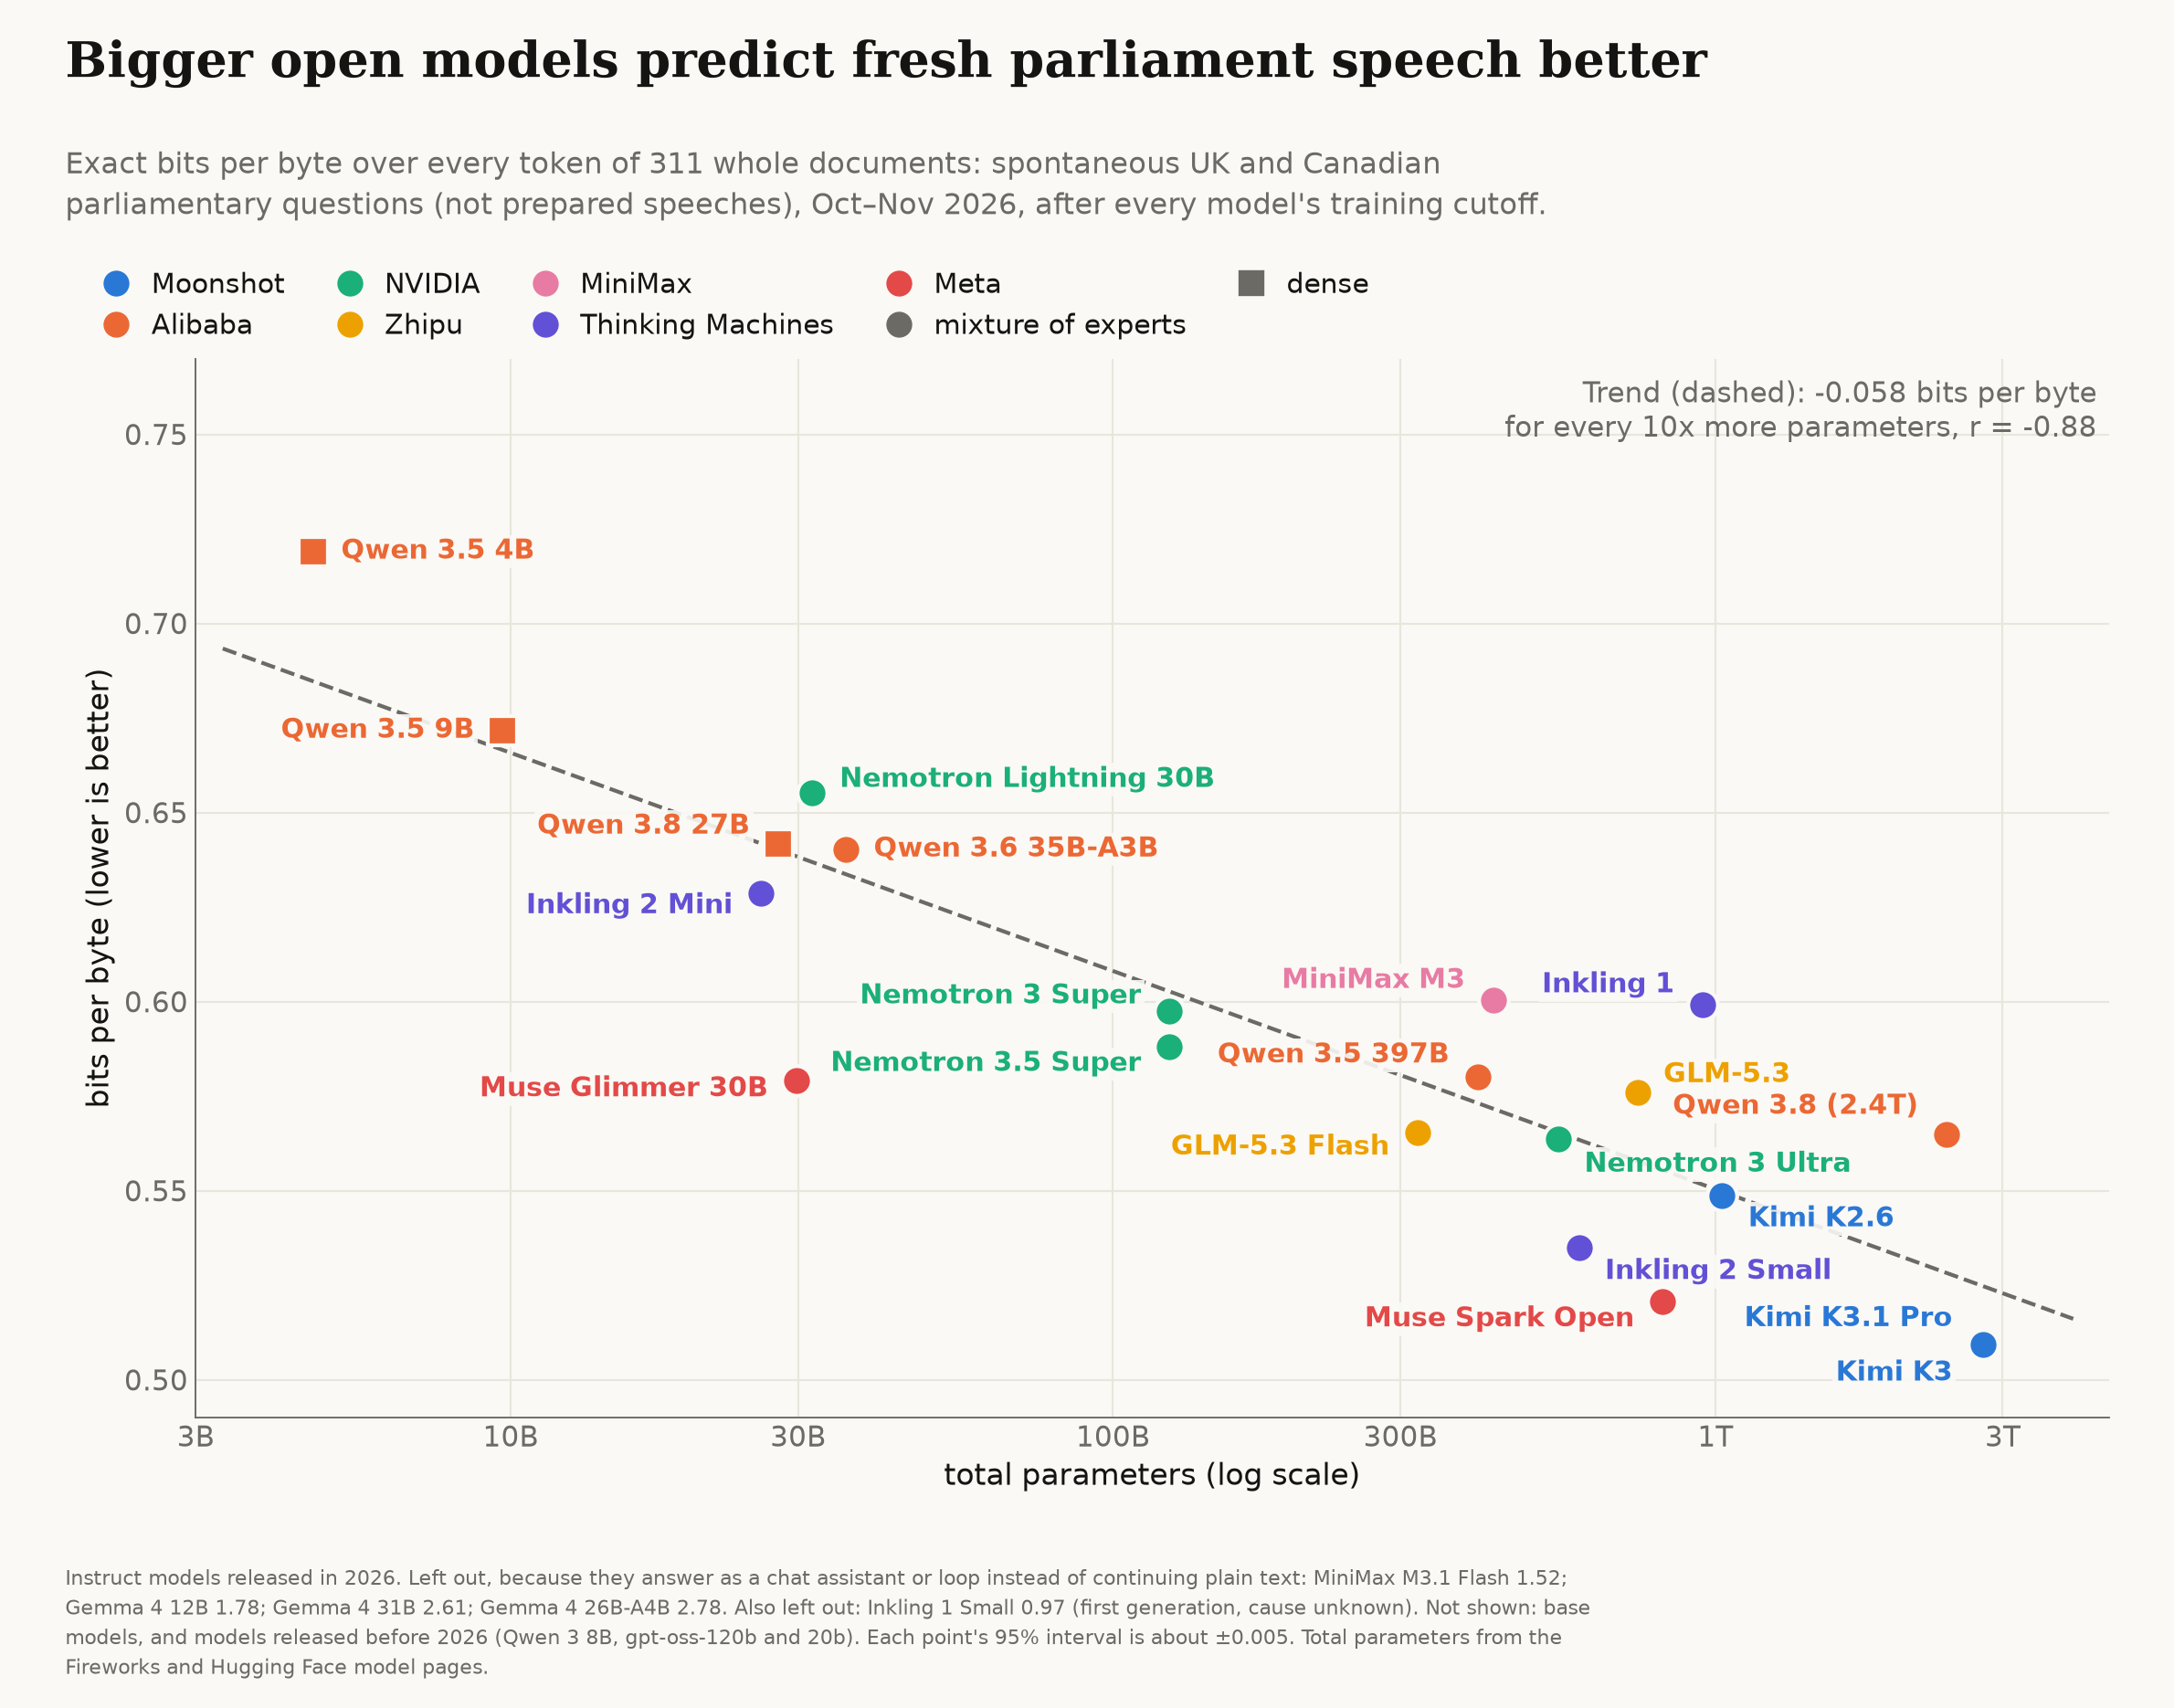 Bigger open models predict fresh parliament speech better
Exact bits per byte over every token of 311 whole documents: spontaneous UK and Canadian
parliamentary questions (not prepared speeches), Oct–Nov 2026, after every model's training cutoff.
Moonshot
NVIDIA
MiniMax
Meta
dense
Alibaba
Zhipu
Thinking Machines
mixture of experts
Trend (dashed): -0.058 bits per byte
for every 10x more parameters, r = -0.88
bits per byte (lower is better)
0.75
0.70
0.65
0.60
0.55
0.50
Qwen 3.5 4B
Qwen 3.5 9B
Nemotron Lightning 30B
Qwen 3.8 27B
Qwen 3.6 35B-A3B
Inkling 2 Mini
MiniMax M3
Inkling 1
Nemotron 3 Super
Qwen 3.5 397B
Nemotron 3.5 Super
GLM-5.3
Muse Glimmer 30B
Qwen 3.8 (2.4T)
GLM-5.3 Flash
Nemotron 3 Ultra
Kimi K2.6
Inkling 2 Small
Muse Spark Open
Kimi K3.1 Pro
Kimi K3
3B
10B
30B
100B
300B
1T
3T
total parameters (log scale)
Instruct models released in 2026. Left out, because they answer as a chat assistant or loop instead of continuing plain text: MiniMax M3.1 Flash 1.52;
Gemma 4 12B 1.78; Gemma 4 31B 2.61; Gemma 4 26B-A4B 2.78. Also left out: Inkling 1 Small 0.97 (first generation, cause unknown). Not shown: base
models, and models released before 2026 (Qwen 3 8B, gpt-oss-120b and 20b). Each point's 95% interval is about ±0.005. Total parameters from the
Fireworks and Hugging Face model pages.